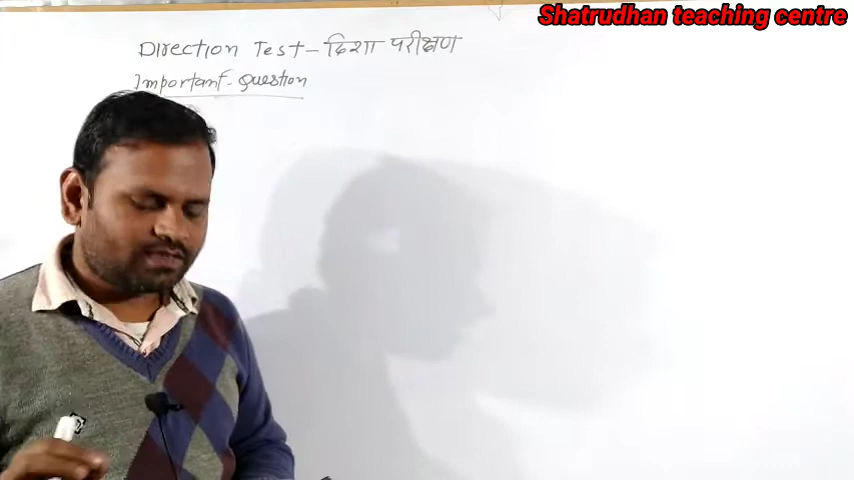 Shatrudhan teaching centre
Direction Test - दिशा परीक्षण
Important - Question